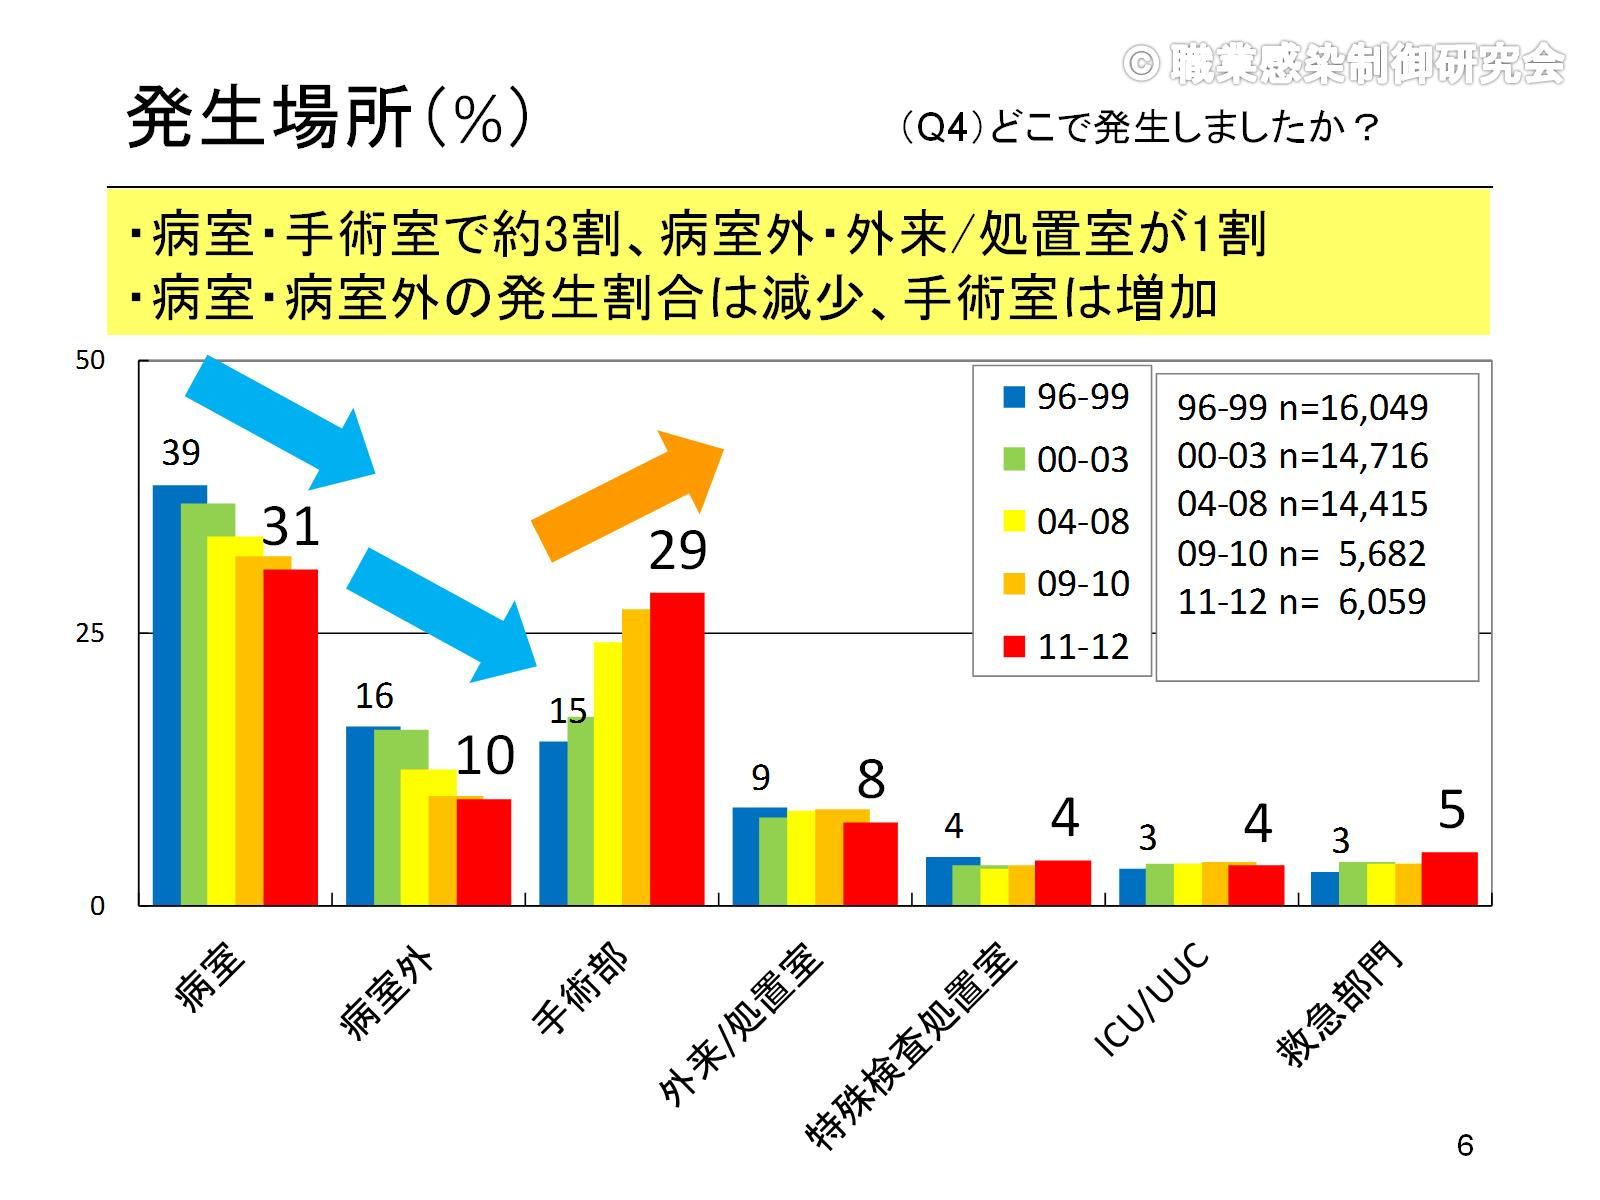 © 職業感染制御研究会
発生場所(%)
(Q4)どこで発生しましたか？
・病室・手術室で約3割、病室外・外来/処置室が1割
・病室・病室外の発生割合は減少、手術室は増加
50
25
0
39
31
16
10
15
29
9
8
4
4
3
4
3
5
96-99
00-03
04-08
09-10
11-12
96-99 n=16,049
00-03 n=14,716
04-08 n=14,415
09-10 n= 5,682
11-12 n= 6,059
病室
病室外
手術部
外来/処置室
特殊検査処置室
ICU/UUC
救急部門
6